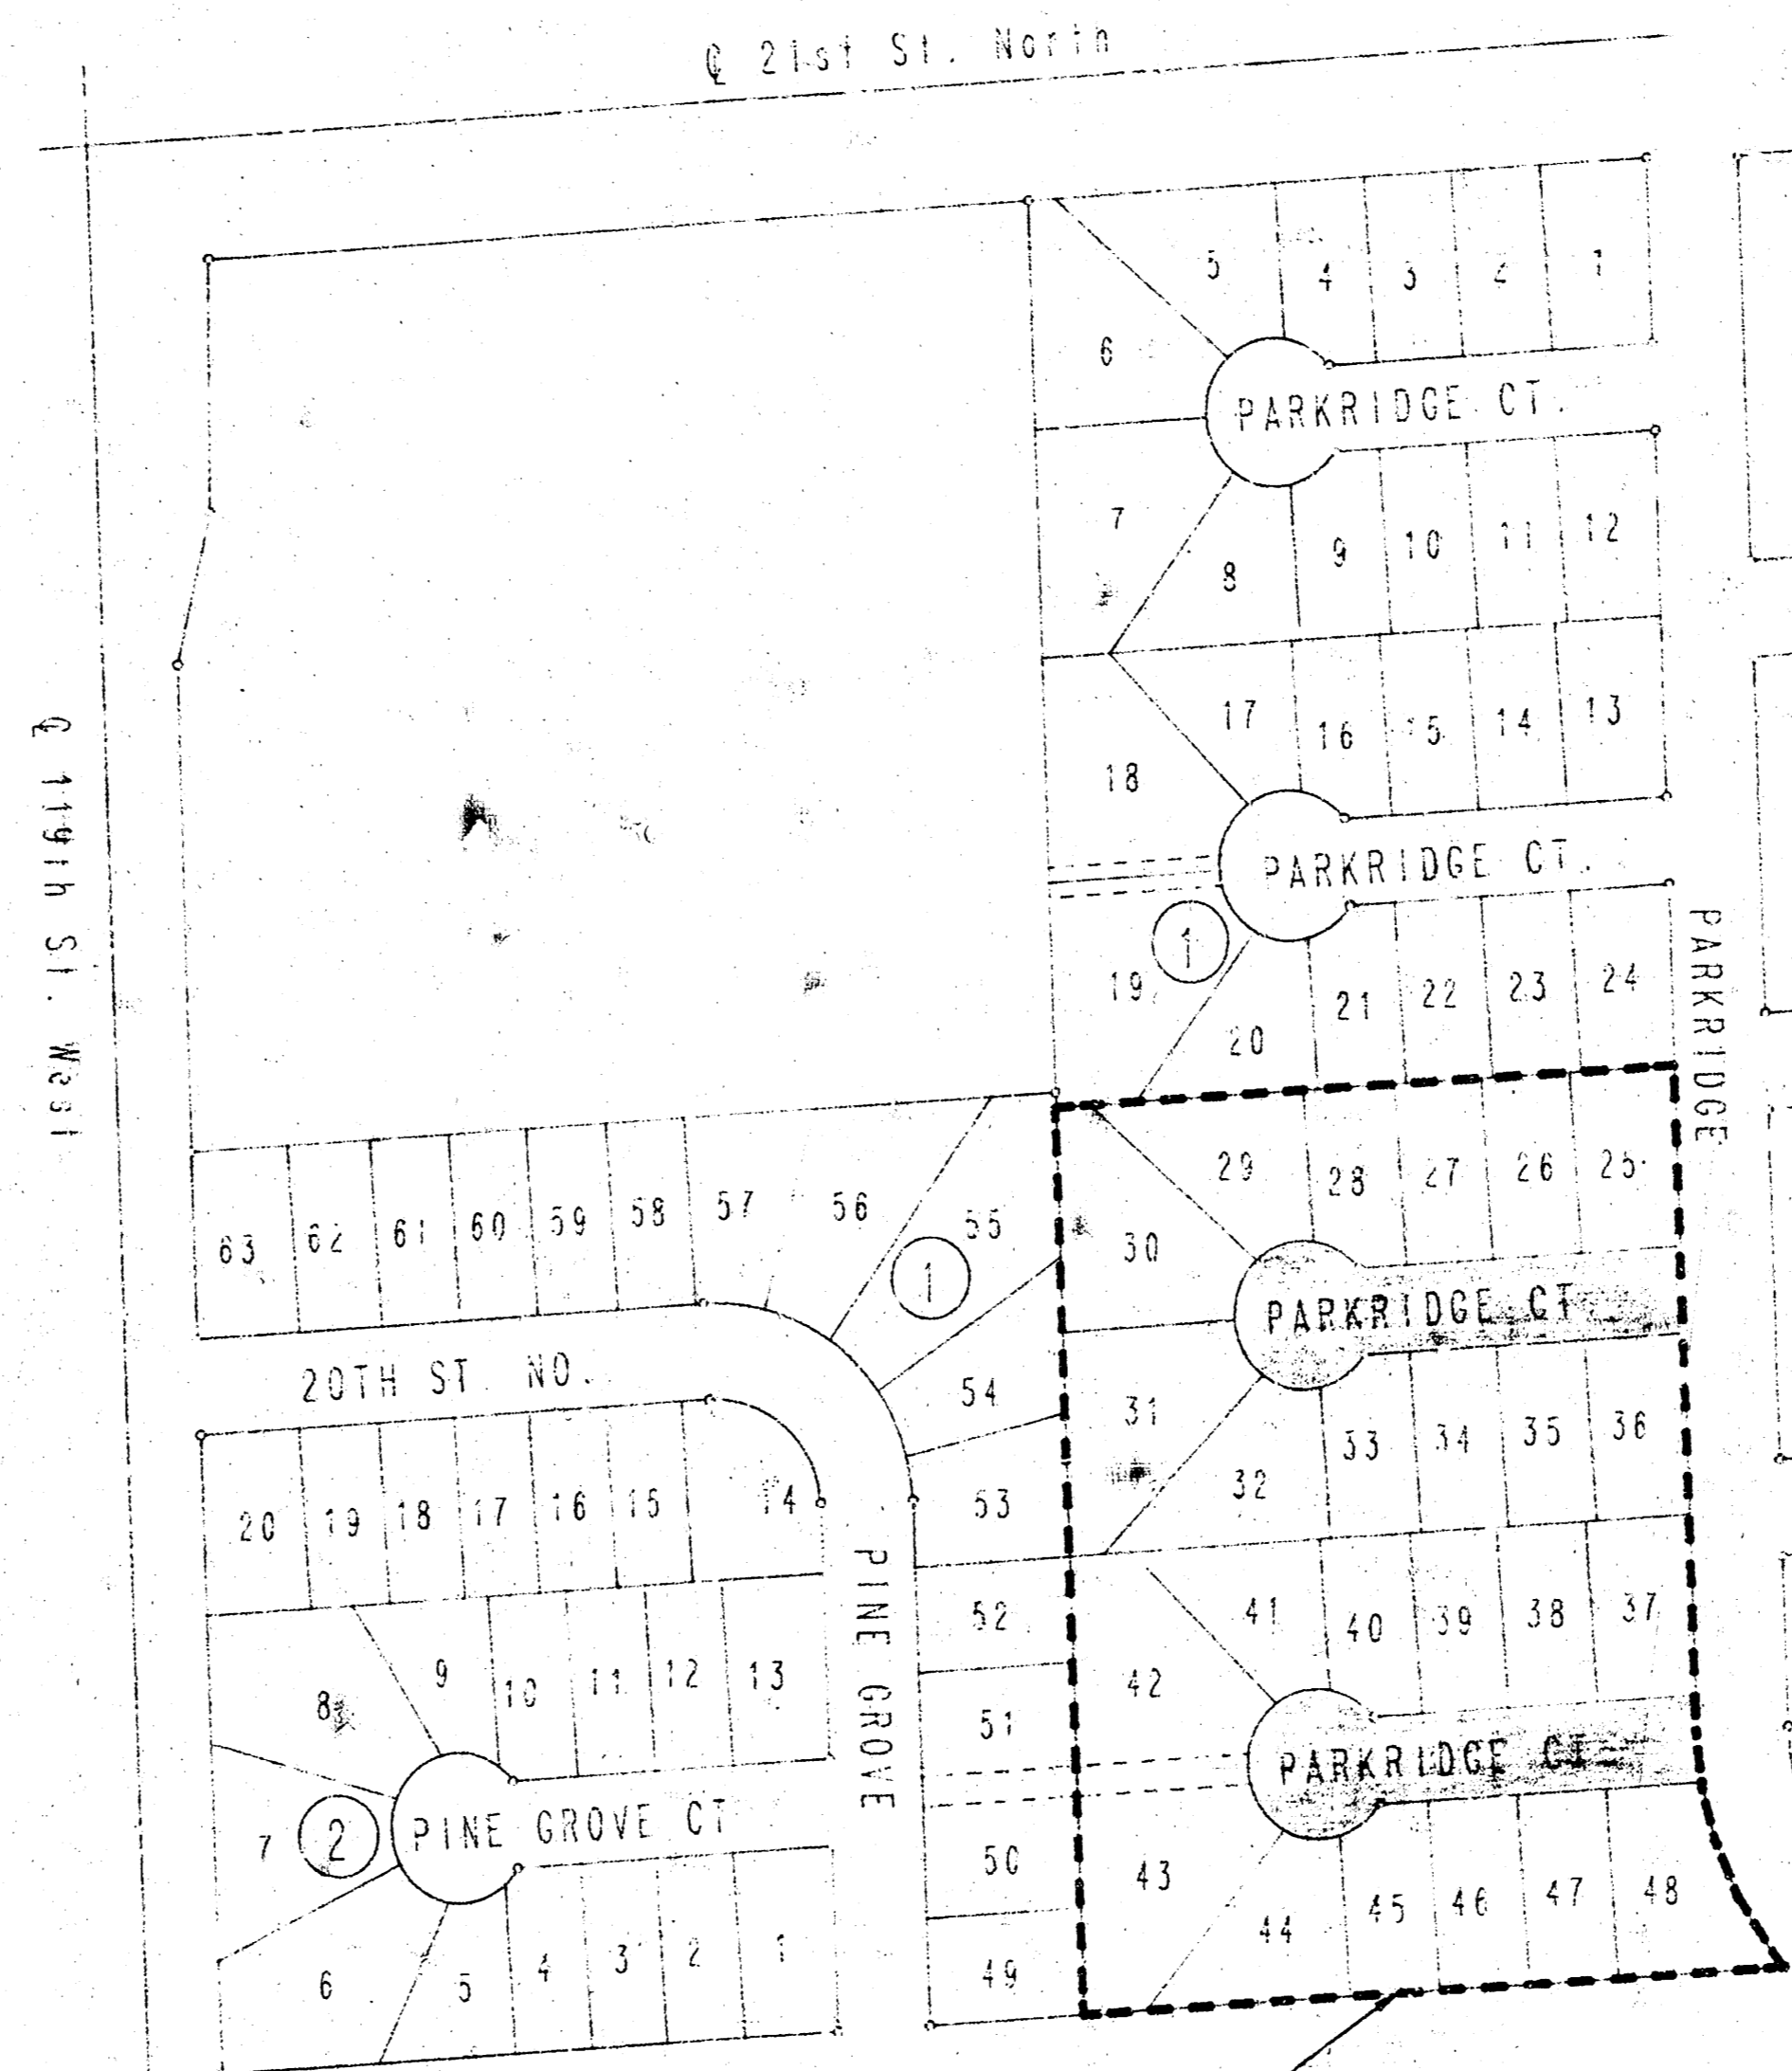 ℄ 21st St. North
℄ 119th St. West
5 4 3 2 1
6
PARKRIDGE CT.
7
8 9 10 11 12
17 16 15 14 13
18
PARKRIDGE CT.
1
19
20 21 22 23 24
PARKRIDGE
63 62 61 60 59 58 57 56 55
1
29 28 27 26 25
30
PARKRIDGE CT.
20TH ST. NO.
54
31
32 33 34 35 36
20 19 18 17 16 15 14
53
PINE GROVE
52
41 40 39 38 37
42
8 9 10 11 12 13
51
PARKRIDGE CT.
7
2
PINE GROVE CT
50
43
44 45 46 47 48
6 5 4 3 2 1
49